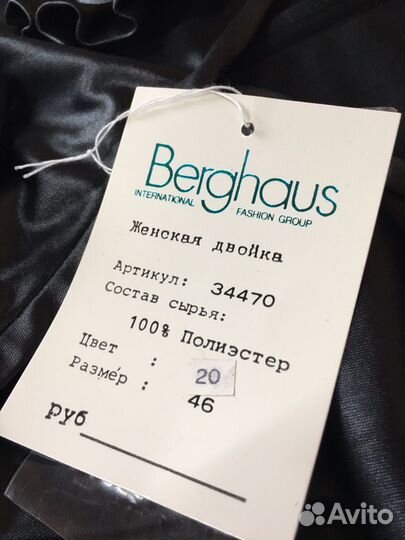 Berghaus
INTERNATIONAL FASHION GROUP
Женская двойка
Артикул: 34470
Состав сырья:
100% Полиэстер
Цвет : 20
Размер : 46
руб
Avito